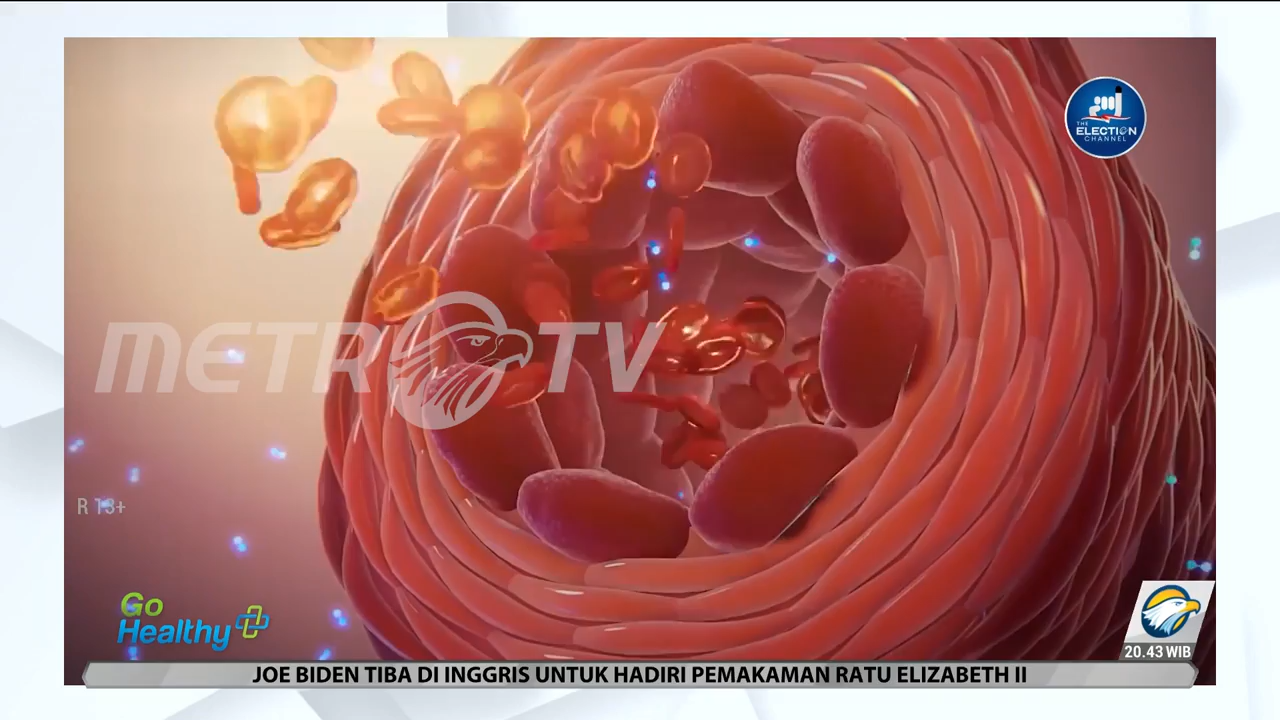 THE
ELECTION
CHANNEL
METRO TV
R 13+
Go
Healthy
20.43 WIB
JOE BIDEN TIBA DI INGGRIS UNTUK HADIRI PEMAKAMAN RATU ELIZABETH II